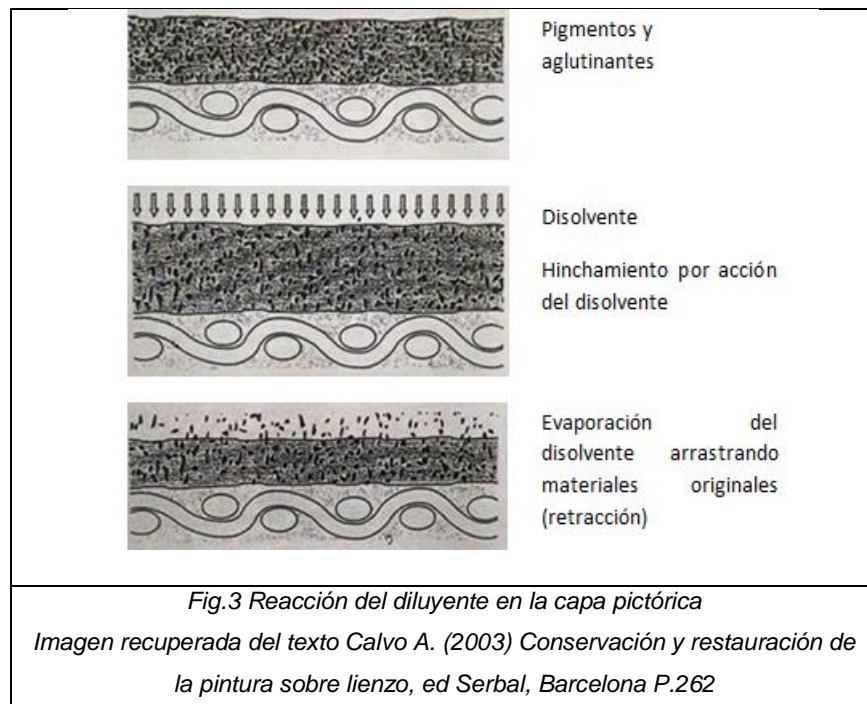 Pigmentos y
aglutinantes
Disolvente
Hinchamiento por acción
del disolvente
Evaporación del
disolvente arrastrando
materiales originales
(retracción)
Fig.3 Reacción del diluyente en la capa pictórica
Imagen recuperada del texto Calvo A. (2003) Conservación y restauración de
la pintura sobre lienzo, ed Serbal, Barcelona P.262